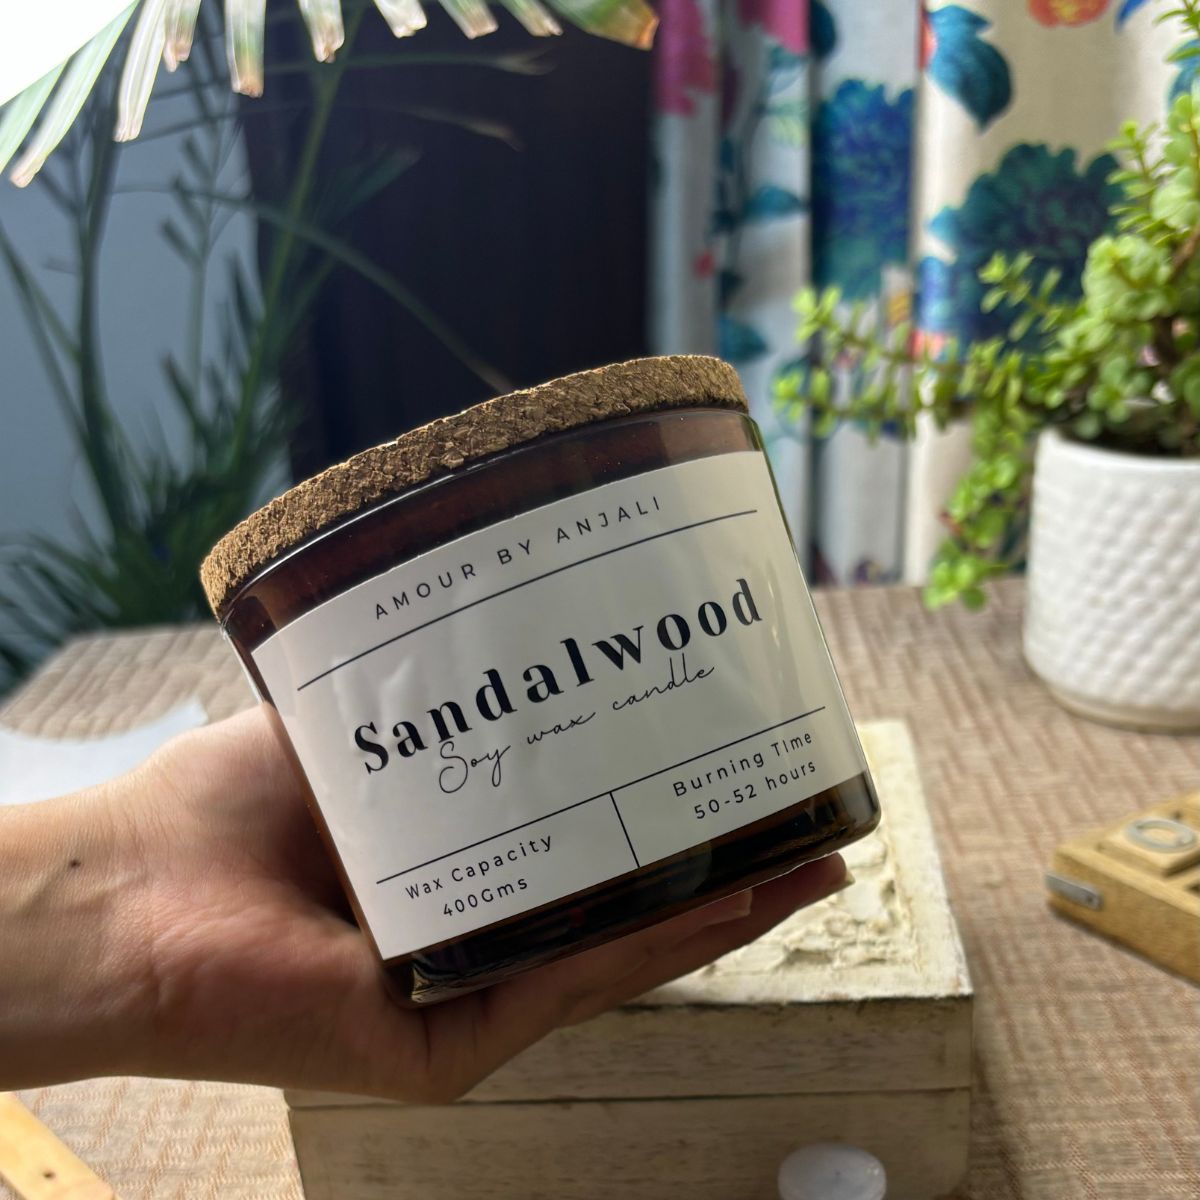 AMOUR BY ANJALI
Sandalwood
Soy wax candle
Wax Capacity
400Gms
Burning TIme
50-52 hours